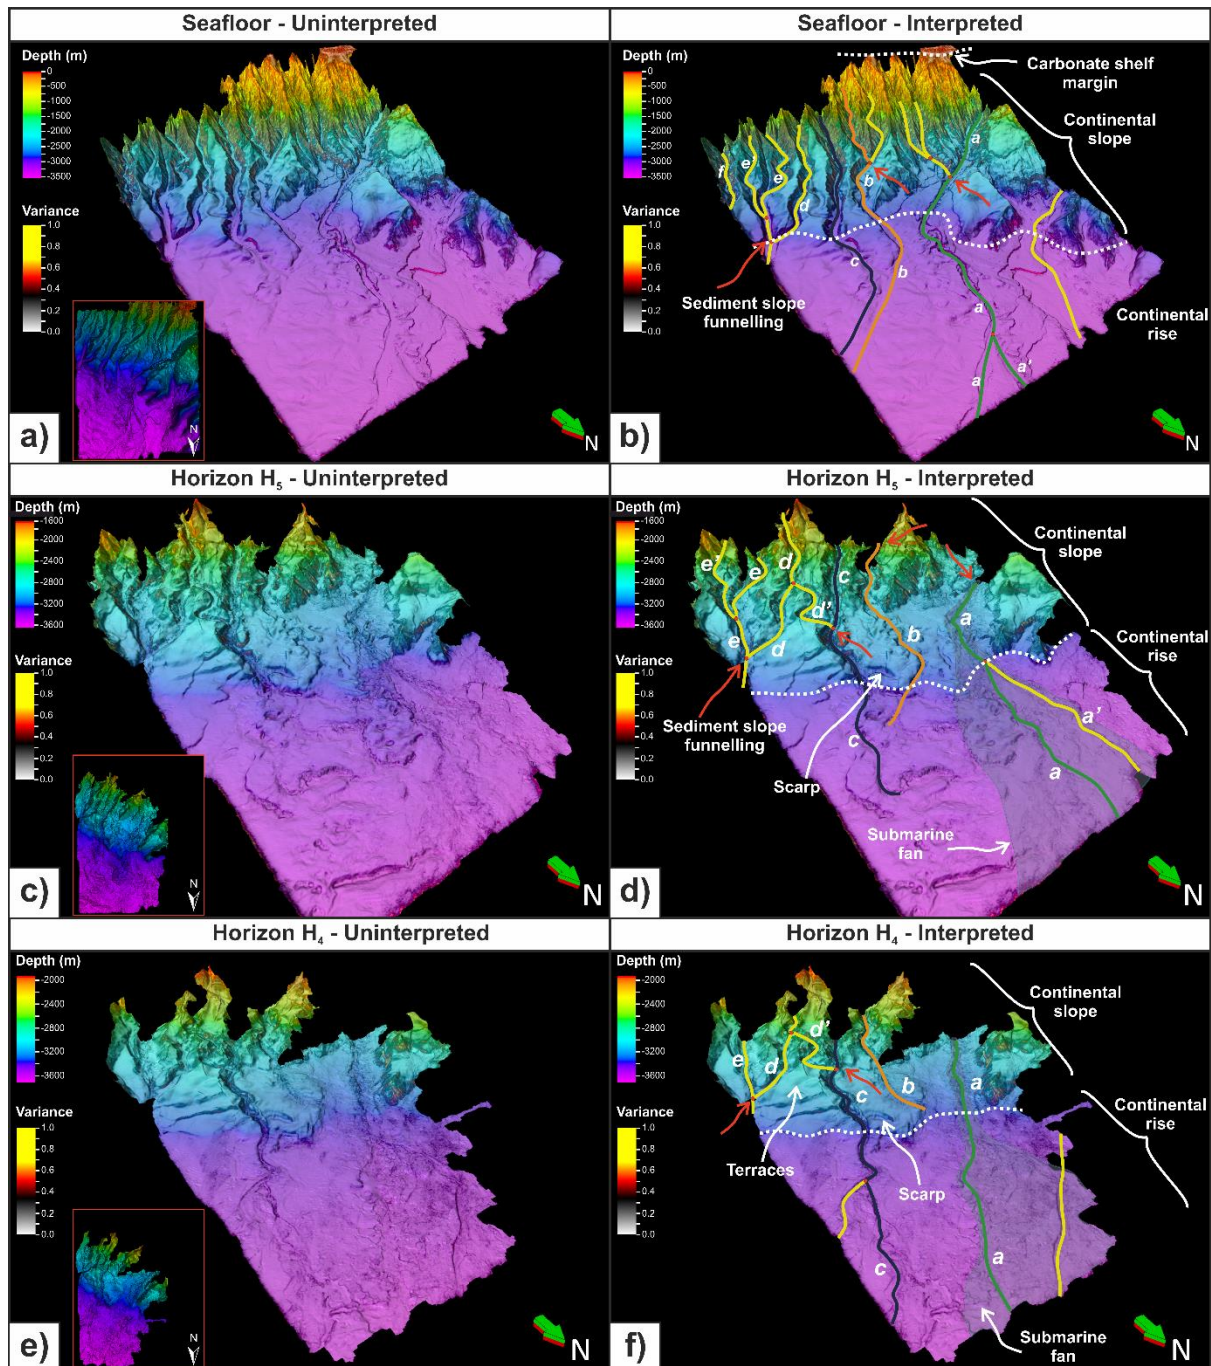 Seafloor - Uninterpreted
Depth (m)
0
-500
-1000
-1500
-2000
-2500
-3000
-3500
Variance
1.0
0.8
0.6
0.4
0.2
0.0
N
a)
N
Seafloor - Interpreted
Depth (m)
0
-500
-1000
-1500
-2000
-2500
-3000
-3500
Variance
1.0
0.8
0.6
0.4
0.2
0.0
Carbonate shelf
margin
Continental
slope
f
e'
e
d
b
a
c
b
a
a
a'
Sediment slope
funnelling
Continental
rise
b)
N
Horizon H₅ - Uninterpreted
Depth (m)
-1600
-2000
-2400
-2800
-3200
-3600
Variance
1.0
0.8
0.6
0.4
0.2
0.0
N
c)
N
Horizon H₅ - Interpreted
Depth (m)
-1600
-2000
-2400
-2800
-3200
-3600
Variance
1.0
0.8
0.6
0.4
0.2
0.0
Continental
slope
Continental
rise
e'
e
d
c
d'
a
b
e
d
a'
c
a
Sediment slope
funnelling
Scarp
Submarine
fan
d)
N
Horizon H₄ - Uninterpreted
Depth (m)
-2000
-2400
-2800
-3200
-3600
Variance
1.0
0.8
0.6
0.4
0.2
0.0
N
e)
N
Horizon H₄ - Interpreted
Depth (m)
-2000
-2400
-2800
-3200
-3600
Variance
1.0
0.8
0.6
0.4
0.2
0.0
Continental
slope
Continental
rise
d'
e
d
c
b
a
Terraces
Scarp
c
a
Submarine
fan
f)
N